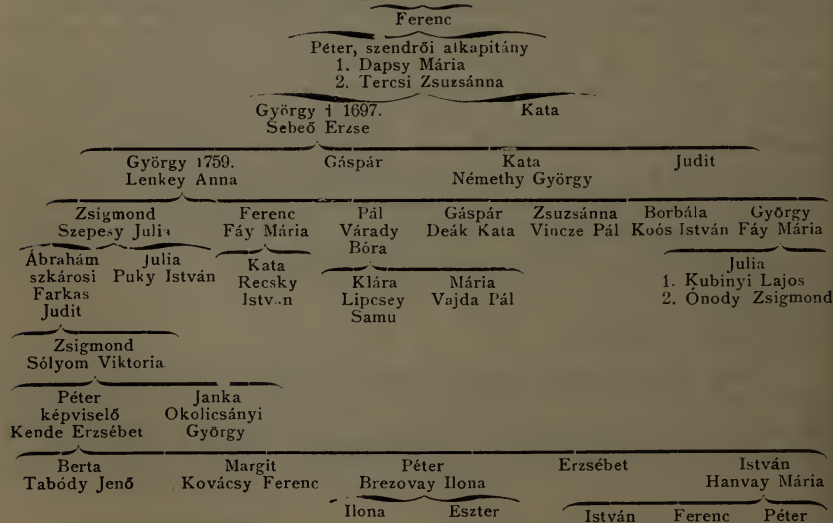 Ferenc
Péter, szendrői alkapitány
1. Dapsy Mária
2. Tercsi Zsuzsánna
György † 1697. Kata
Sebeő Erzse
György 1759. Gáspár Kata Judit
Lenkey Anna Némethy György
Zsigmond Ferenc Pál Gáspár Zsuzsánna Borbála György
Szepesy Julia Fáy Mária Várady Deák Kata Vincze Pál Koós István Fáy Mária
Bóra
Ábrahám Julia Kata Klára Mária Julia
szkárosi Puky István Recsky Lipcsey Vajda Pál 1. Kubinyi Lajos
Farkas Istv.n Samu 2. Ónody Zsigmond
Judit
Zsigmond
Sólyom Viktoria
Péter Janka
képviselő Okolicsányi
Kende Erzsébet György
Berta Margit Péter Erzsébet István
Tabódy Jenő Kovácsy Ferenc Brezovay Ilona Hanvay Mária
Ilona Eszter István Ferenc Péter